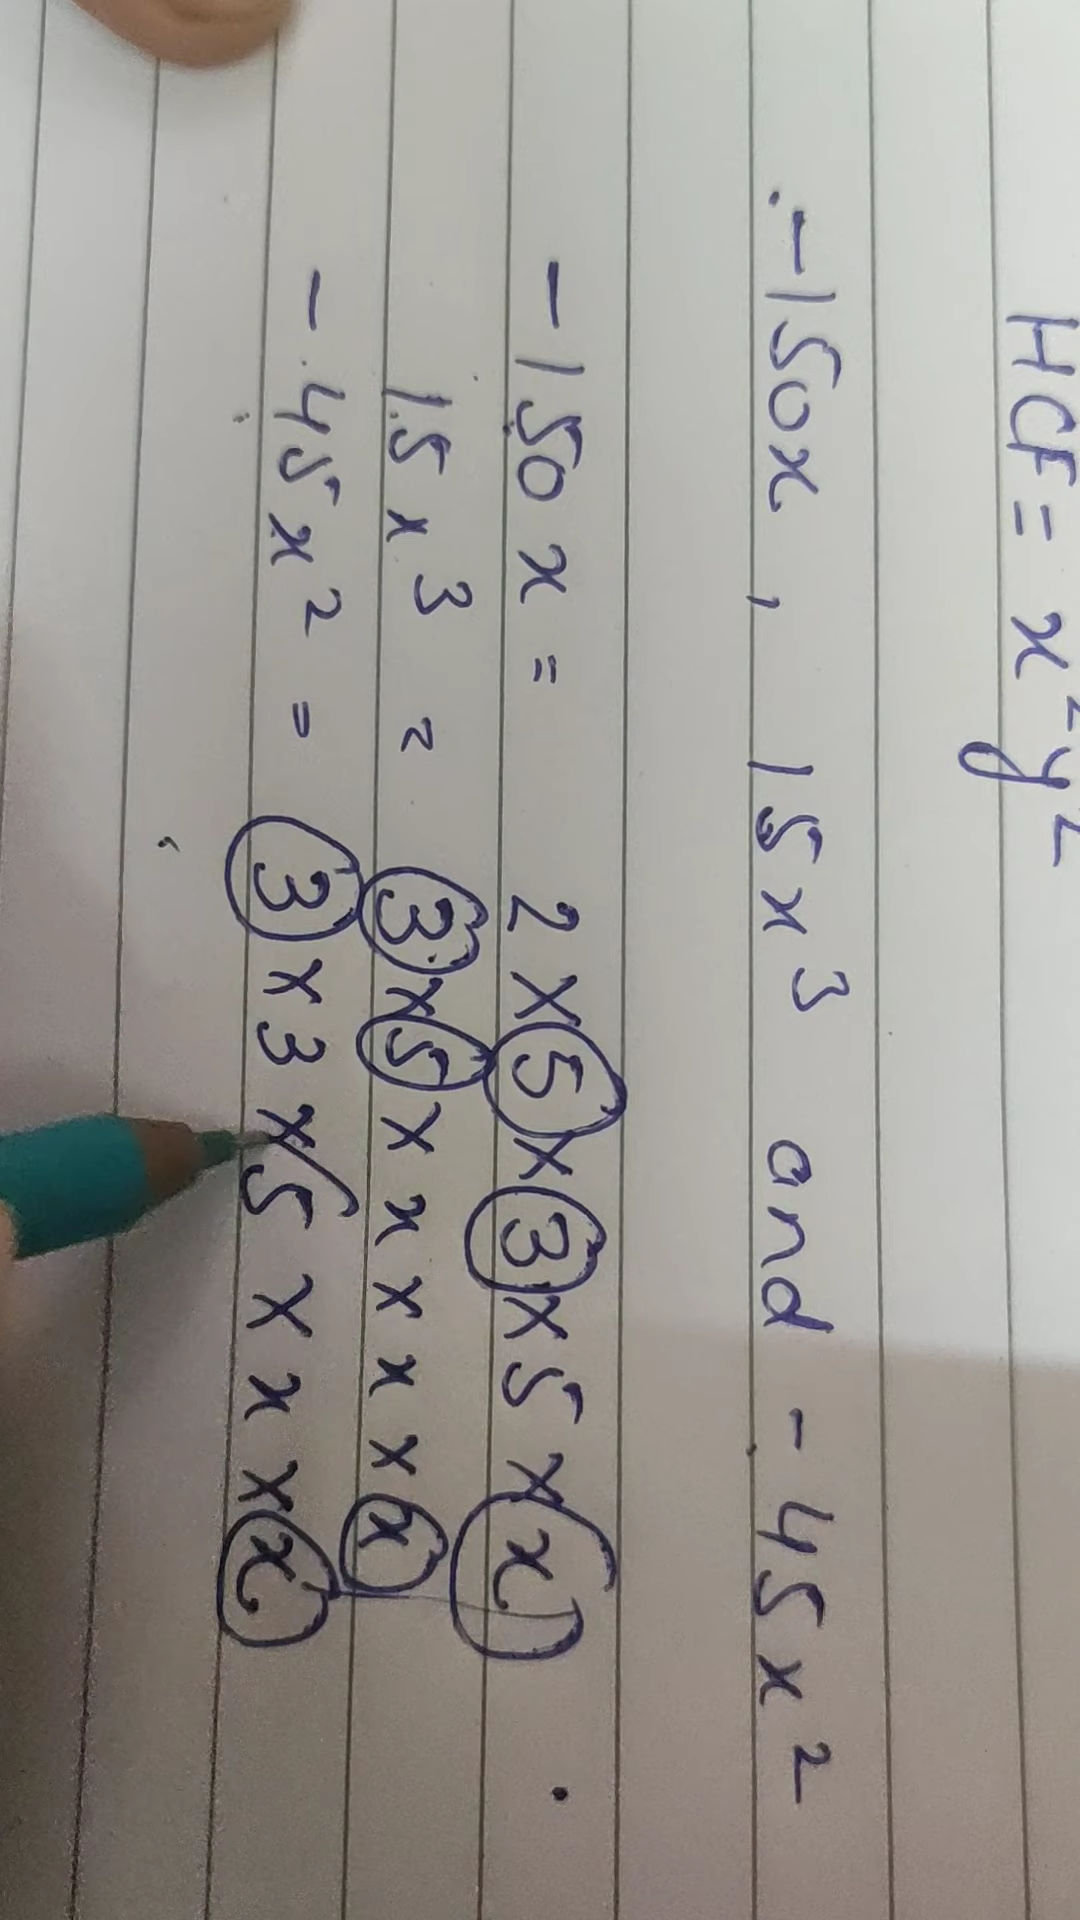 HCF = x²y²
-150x, 15x³ and -45x²
-150x = 2 x 5 x 3 x 5 x x
15x³ = 3 x 5 x x x x x x
-45x² = 3 x 3 x 5 x x x x